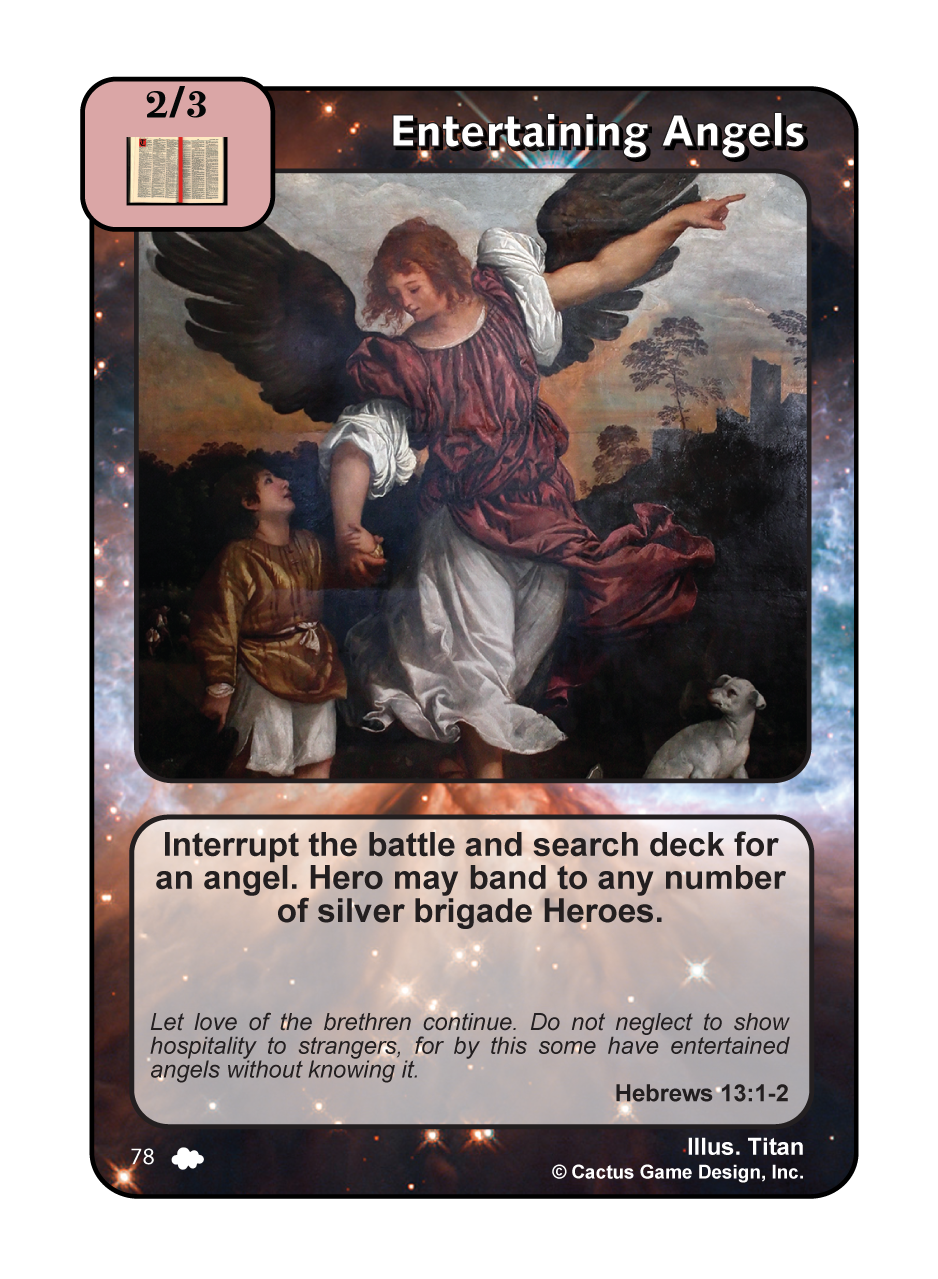 2/3
Entertaining Angels
Interrupt the battle and search deck for
an angel. Hero may band to any number
of silver brigade Heroes.
Let love of the brethren continue. Do not neglect to show
hospitality to strangers, for by this some have entertained
angels without knowing it.
Hebrews 13:1-2
78
Illus. Titan
© Cactus Game Design, Inc.